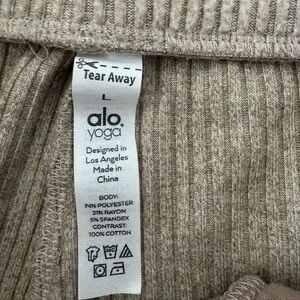 Tear Away
L
alo
yoga
Designed in
Los Angeles
Made in
China
BODY:
74% POLYESTER
21% RAYON
5% SPANDEX
CONTRAST:
100% COTTON